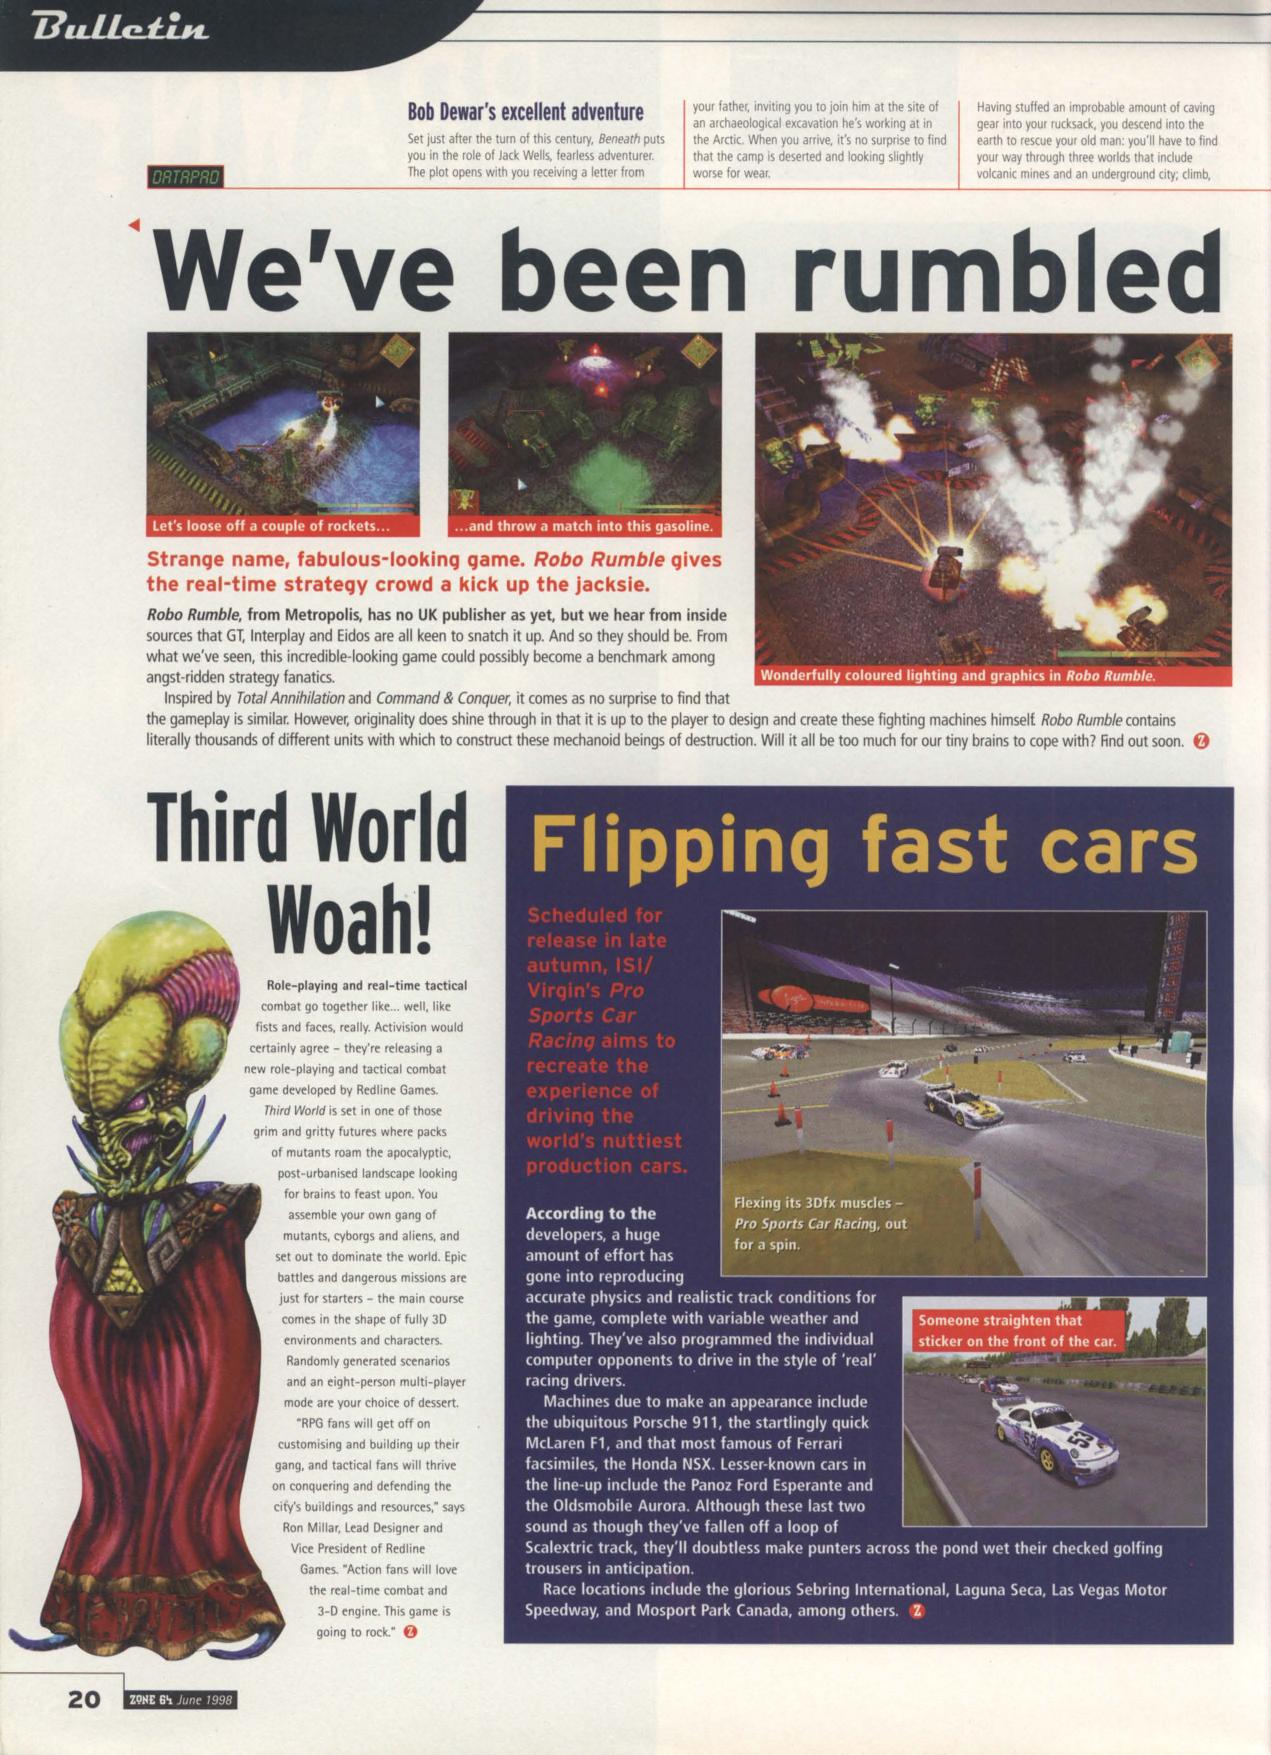 Bulletin
DATAPAD
Bob Dewar's excellent adventure
Set just after the turn of this century, Beneath puts
you in the role of Jack Wells, fearless adventurer.
The plot opens with you receiving a letter from
your father, inviting you to join him at the site of
an archaeological excavation he's working at in
the Arctic. When you arrive, it's no surprise to find
that the camp is deserted and looking slightly
worse for wear.
Having stuffed an improbable amount of caving
gear into your rucksack, you descend into the
earth to rescue your old man: you'll have to find
your way through three worlds that include
volcanic mines and an underground city; climb,
We've been rumbled
Let's loose off a couple of rockets...
...and throw a match into this gasoline.
Wonderfully coloured lighting and graphics in Robo Rumble.
Strange name, fabulous-looking game. Robo Rumble gives
the real-time strategy crowd a kick up the jacksie.
Robo Rumble, from Metropolis, has no UK publisher as yet, but we hear from inside
sources that GT, Interplay and Eidos are all keen to snatch it up. And so they should be. From
what we've seen, this incredible-looking game could possibly become a benchmark among
angst-ridden strategy fanatics.
Inspired by Total Annihilation and Command & Conquer, it comes as no surprise to find that
the gameplay is similar. However, originality does shine through in that it is up to the player to design and create these fighting machines himself. Robo Rumble contains
literally thousands of different units with which to construct these mechanoid beings of destruction. Will it all be too much for our tiny brains to cope with? Find out soon. Z
Third World
Woah!
Role-playing and real-time tactical
combat go together like... well, like
fists and faces, really. Activision would
certainly agree – they're releasing a
new role-playing and tactical combat
game developed by Redline Games.
Third World is set in one of those
grim and gritty futures where packs
of mutants roam the apocalyptic,
post-urbanised landscape looking
for brains to feast upon. You
assemble your own gang of
mutants, cyborgs and aliens, and
set out to dominate the world. Epic
battles and dangerous missions are
just for starters – the main course
comes in the shape of fully 3D
environments and characters.
Randomly generated scenarios
and an eight-person multi-player
mode are your choice of dessert.
"RPG fans will get off on
customising and building up their
gang, and tactical fans will thrive
on conquering and defending the
city's buildings and resources," says
Ron Millar, Lead Designer and
Vice President of Redline
Games. "Action fans will love
the real-time combat and
3-D engine. This game is
going to rock." Z
Flipping fast cars
Scheduled for
release in late
autumn, ISI/
Virgin's Pro
Sports Car
Racing aims to
recreate the
experience of
driving the
world's nuttiest
production cars.
Flexing its 3Dfx muscles –
Pro Sports Car Racing, out
for a spin.
According to the
developers, a huge
amount of effort has
gone into reproducing
accurate physics and realistic track conditions for
the game, complete with variable weather and
lighting. They've also programmed the individual
computer opponents to drive in the style of 'real'
racing drivers.
Machines due to make an appearance include
the ubiquitous Porsche 911, the startlingly quick
McLaren F1, and that most famous of Ferrari
facsimiles, the Honda NSX. Lesser-known cars in
the line-up include the Panoz Ford Esperante and
the Oldsmobile Aurora. Although these last two
sound as though they've fallen off a loop of
Scalextric track, they'll doubtless make punters across the pond wet their checked golfing
trousers in anticipation.
Race locations include the glorious Sebring International, Laguna Seca, Las Vegas Motor
Speedway, and Mosport Park Canada, among others. Z
Someone straighten that
sticker on the front of the car.
53
53
20
ZONE 64 June 1998